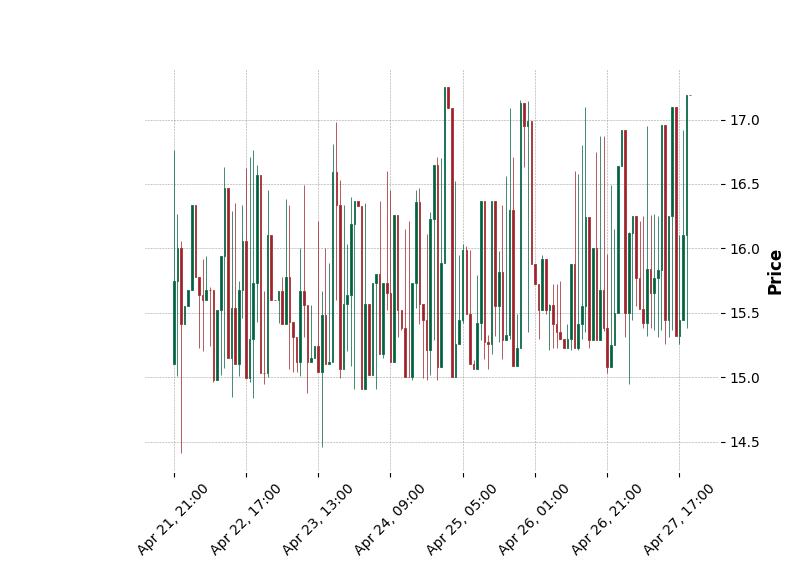 17.0
16.5
16.0
15.5
15.0
14.5
Price
Apr 21, 21:00
Apr 22, 17:00
Apr 23, 13:00
Apr 24, 09:00
Apr 25, 05:00
Apr 26, 01:00
Apr 26, 21:00
Apr 27, 17:00